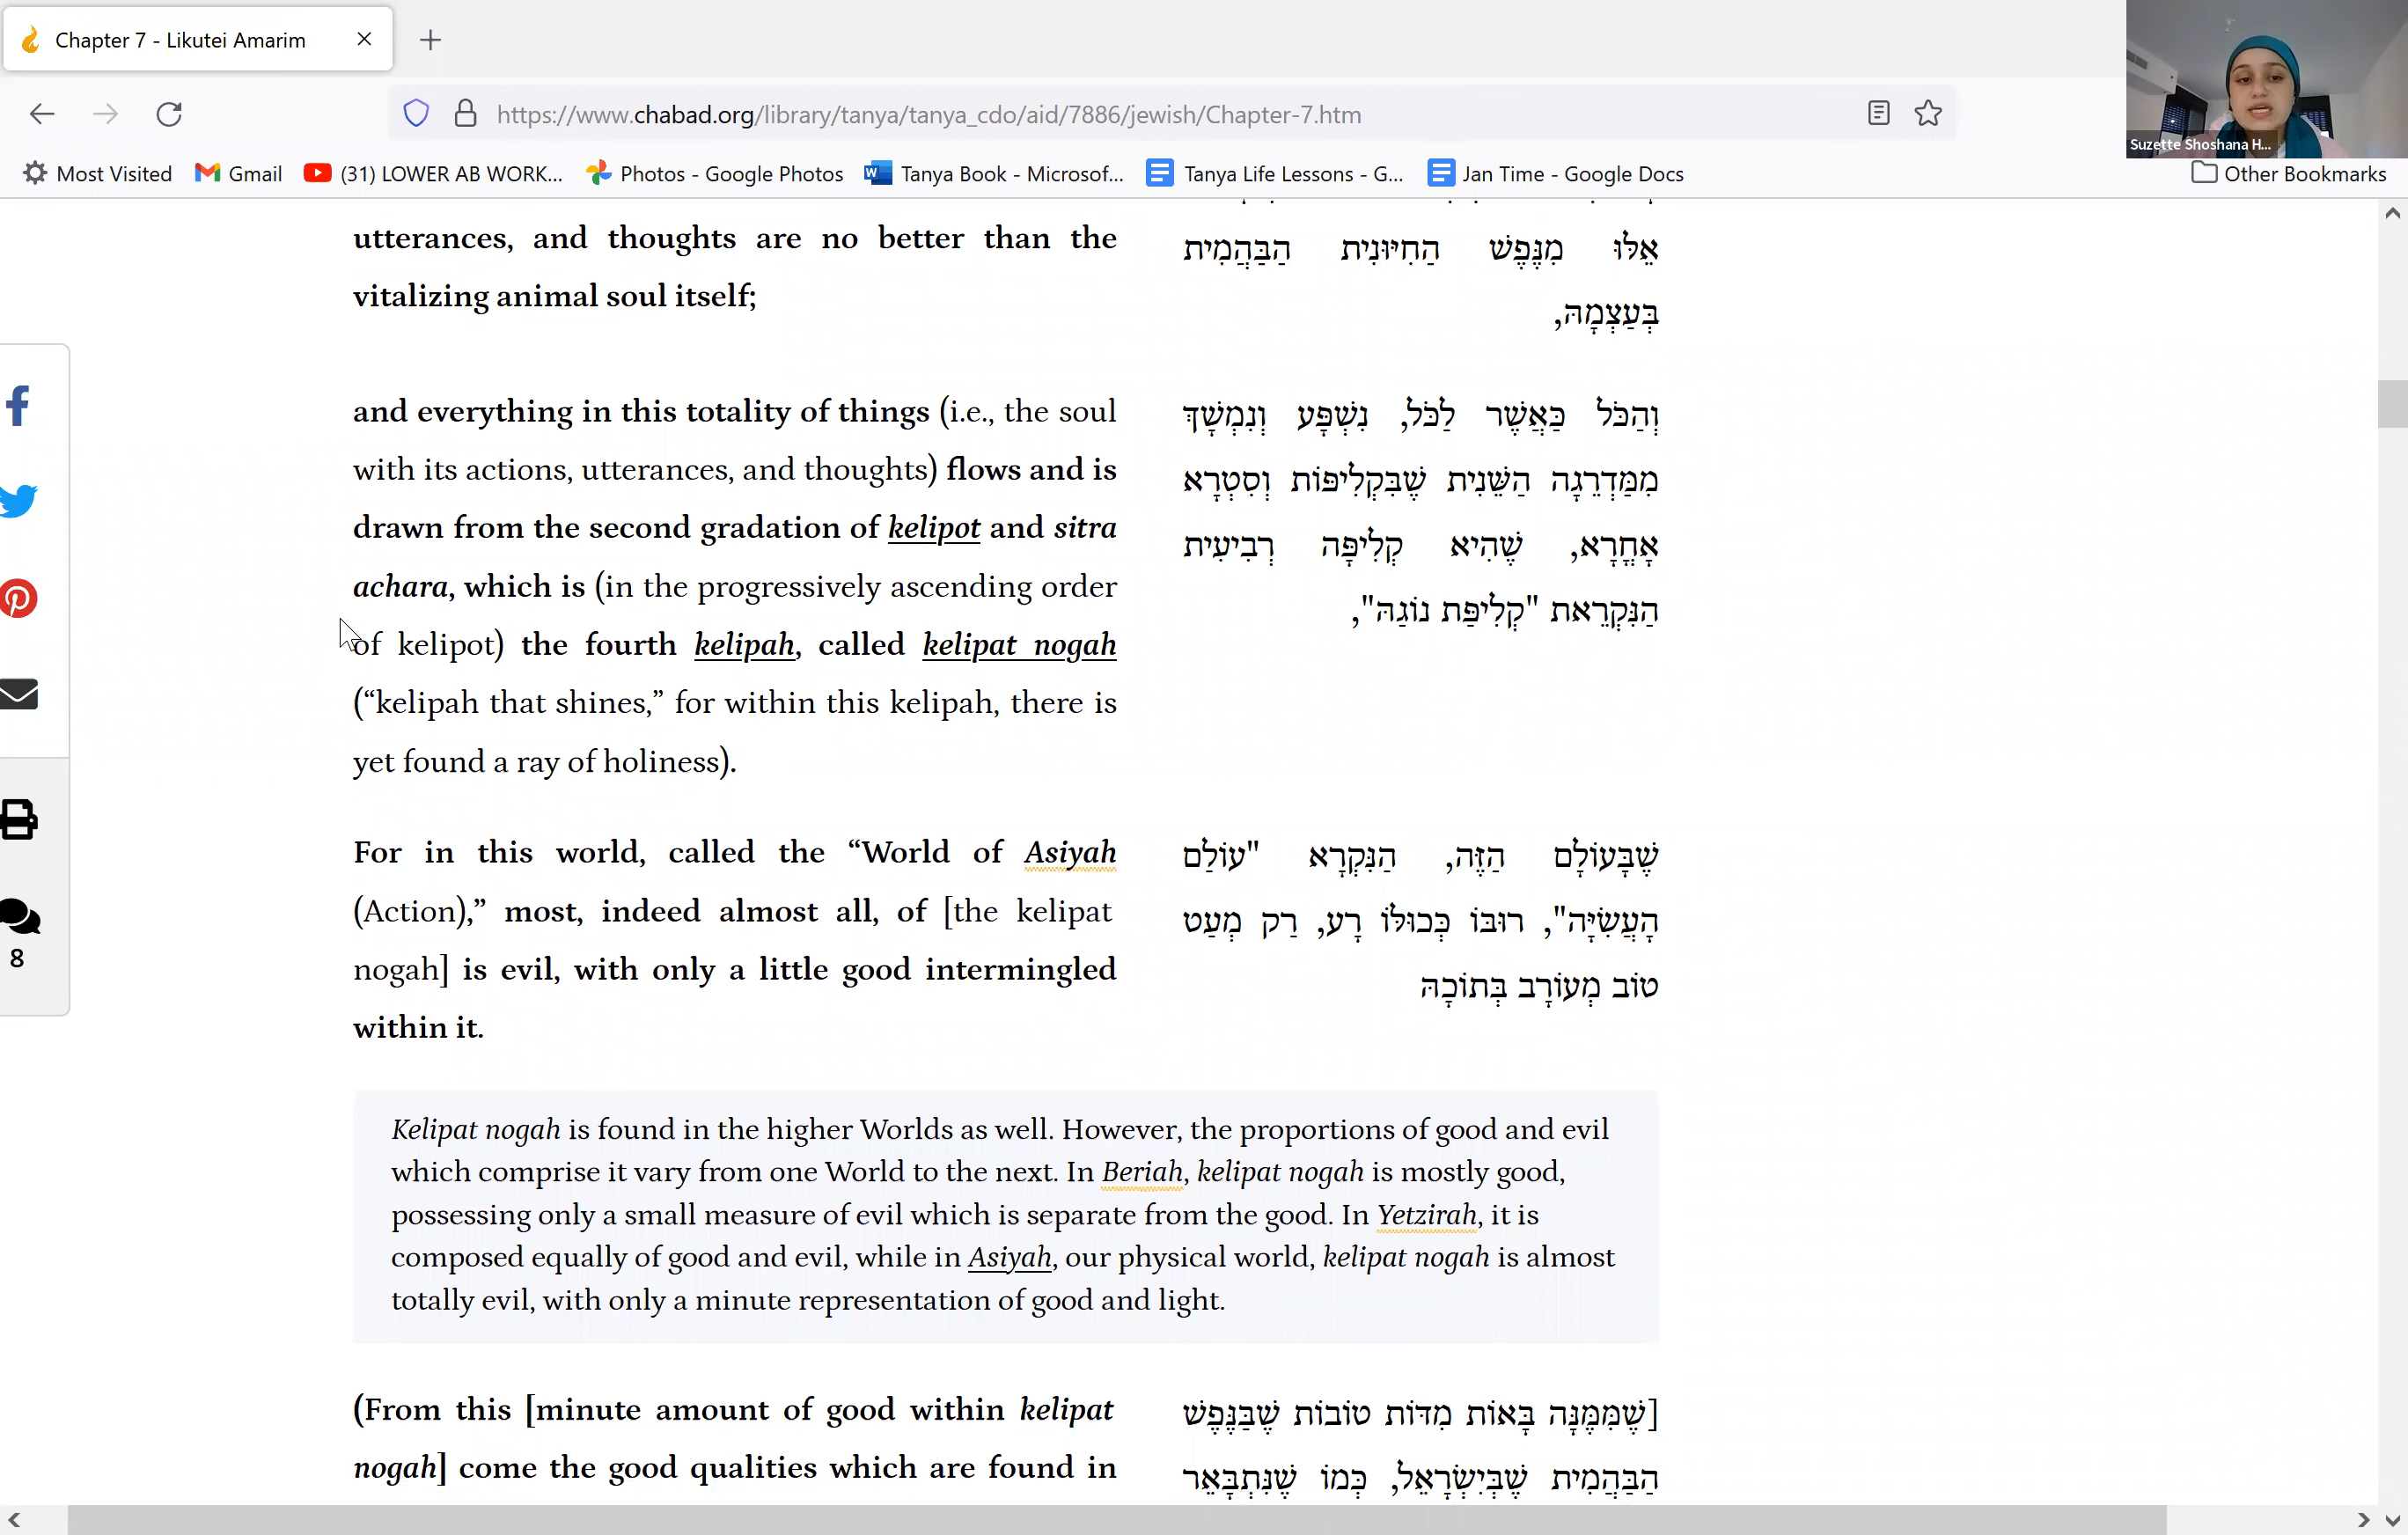 Chapter 7 - Likutei Amarim
https://www.chabad.org/library/tanya/tanya_cdo/aid/7886/jewish/Chapter-7.htm
Suzette Shoshana H...
Most Visited
Gmail
(31) LOWER AB WORK...
Photos - Google Photos
Tanya Book - Microsof...
Tanya Life Lessons - G...
Jan Time - Google Docs
Other Bookmarks
utterances, and thoughts are no better than the
vitalizing animal soul itself;
אֵלּוּ מִנֶּפֶשׁ הַחִיּוּנִית הַבַּהֲמִית
בְּעַצְמָהּ,
and everything in this totality of things (i.e., the soul
with its actions, utterances, and thoughts) flows and is
drawn from the second gradation of kelipot and sitra
achara, which is (in the progressively ascending order
of kelipot) the fourth kelipah, called kelipat nogah
(“kelipah that shines,” for within this kelipah, there is
yet found a ray of holiness).
וְהַכֹּל כַּאֲשֶׁר לַכֹּל, נִשְׁפָּע וְנִמְשָׁךְ
מִמַּדְרֵגָה הַשֵּׁנִית שֶׁבִּקְלִיפּוֹת וְסִטְרָא
אָחֳרָא, שֶׁהִיא קְלִיפָּה רְבִיעִית
הַנִּקְרֵאת "קְלִיפַּת נוֹגַהּ",
For in this world, called the “World of Asiyah
(Action),” most, indeed almost all, of [the kelipat
nogah] is evil, with only a little good intermingled
within it.
שֶׁבָּעוֹלָם הַזֶּה, הַנִּקְרָא "עוֹלַם
הָעֲשִׂיָּה", רוּבּוֹ כְּכוּלּוֹ רָע, רַק מְעַט
טוֹב מְעוֹרָב בְּתוֹכָהּ
8
Kelipat nogah is found in the higher Worlds as well. However, the proportions of good and evil
which comprise it vary from one World to the next. In Beriah, kelipat nogah is mostly good,
possessing only a small measure of evil which is separate from the good. In Yetzirah, it is
composed equally of good and evil, while in Asiyah, our physical world, kelipat nogah is almost
totally evil, with only a minute representation of good and light.
(From this [minute amount of good within kelipat
nogah] come the good qualities which are found in
[שֶׁמִּמֶּנָּה בָּאוֹת מִדּוֹת טוֹבוֹת שֶׁבַּנֶּפֶשׁ
הַבַּהֲמִית שֶׁבְּיִשְׂרָאֵל, כְּמוֹ שֶׁנִּתְבָּאֵר